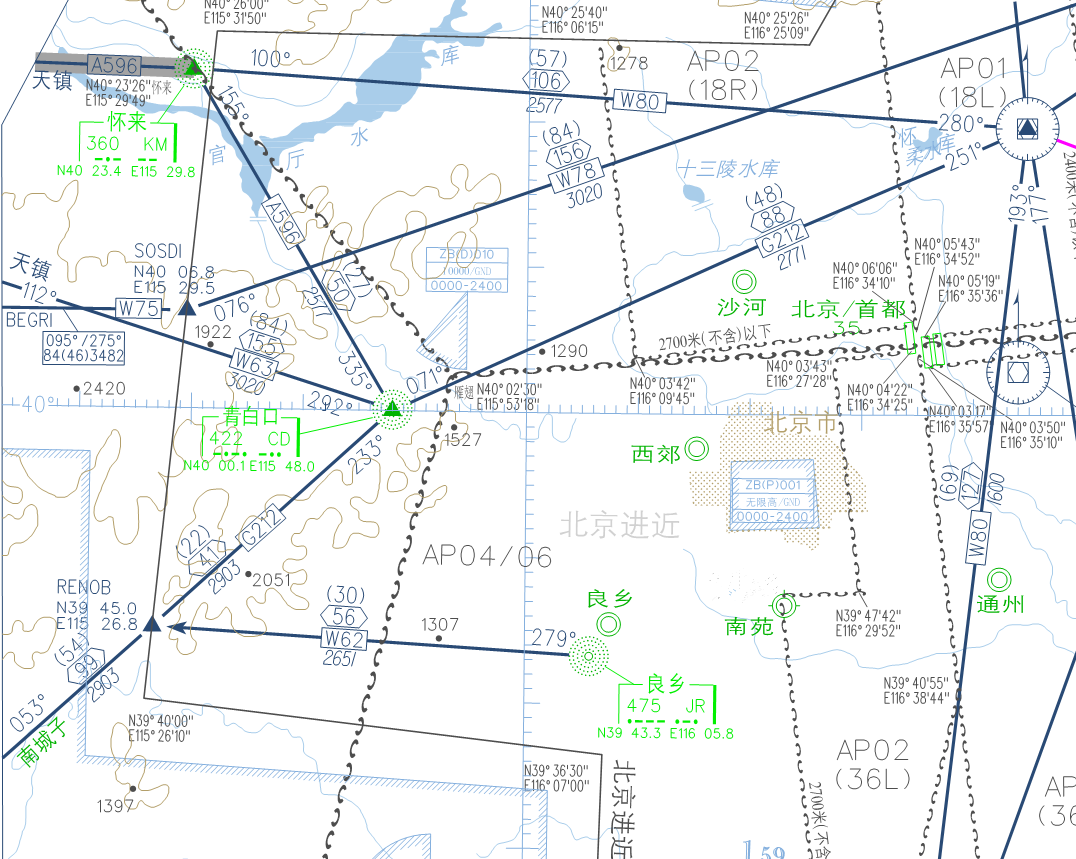 N40° 26'00"
E115° 31'50"
N40° 25'40"
E116° 06'15"
N40° 25'26"
E116° 25'09"
A596
天镇
N40° 23'26"
E115° 29'49"
怀来
100°
155°
库
水
厅
官
(57)
106
2577
W80
1278
AP02
(18R)
AP01
(18L)
280°
251°
怀
柔水库
怀来
360 KM
N40 23.4 E115 29.8
(84)
156
W78
3020
十三陵水库
(48)
88
G212
2771
193°
177°
2400米(不含)
A596
(27)
50
2577
335°
ZB(D)010
10000/GND
0000-2400
SOSDI
N40 06.8
E115 29.5
天镇
112°
W75
BEGRI
095°/275°
84(46)3482
076°
1922
(84)
155
W63
3020
292°
071°
2420
沙河
北京/首都
35
N40° 06'06"
E116° 34'10"
N40° 05'43"
E116° 34'52"
N40° 05'19"
E116° 35'36"
2700米(不含)以下
1290
N40° 03'42"
E116° 09'45"
N40° 03'43"
E116° 27'28"
N40° 04'22"
E116° 34'25"
N40° 03'17"
E116° 35'57"
N40° 03'50"
E116° 35'10"
雁翅
N40° 02'30"
E115° 53'18"
40°
青白口
422 CD
N40 00.1 E115 48.0
233°
1527
西郊
北京市
ZB(P)001
无限高/GND
0000-2400
北京进近
AP04/06
(69)
127
1600
W80
G212
(22)
41
2903
2051
RENOB
N39 45.0
E115 26.8
(30)
56
W62
2651
1307
279°
良乡
南苑
通州
N39° 47'42"
E116° 29'52"
(54)
99
2903
053°
南城子
良乡
475 JR
N39 43.3 E116 05.8
N39° 40'55"
E116° 38'44"
N39° 40'00"
E115° 26'10"
N39° 36'30"
E116° 07'00"
北京进近
1397
AP02
(36L)
2700米(不含
AP
(36
159